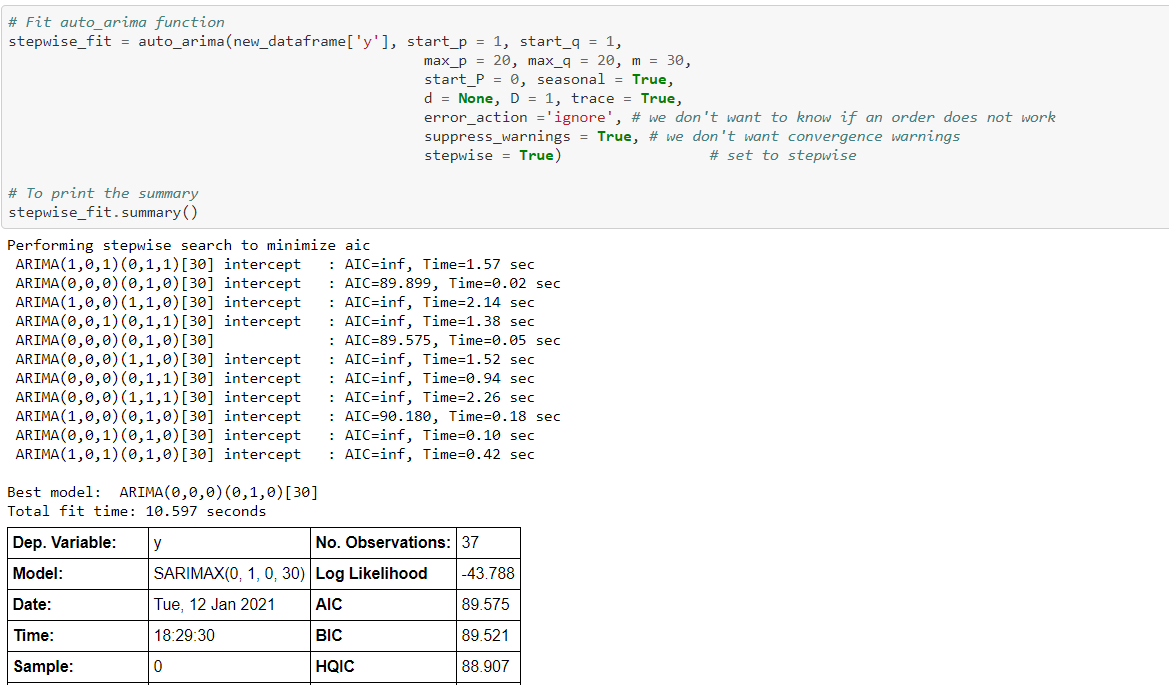 # Fit auto_arima function
stepwise_fit = auto_arima(new_dataframe['y'], start_p = 1, start_q = 1,
max_p = 20, max_q = 20, m = 30,
start_P = 0, seasonal = True,
d = None, D = 1, trace = True,
error_action ='ignore', # we don't want to know if an order does not work
suppress_warnings = True, # we don't want convergence warnings
stepwise = True) # set to stepwise
# To print the summary
stepwise_fit.summary()
Performing stepwise search to minimize aic
ARIMA(1,0,1)(0,1,1)[30] intercept : AIC=inf, Time=1.57 sec
ARIMA(0,0,0)(0,1,0)[30] intercept : AIC=89.899, Time=0.02 sec
ARIMA(1,0,0)(1,1,0)[30] intercept : AIC=inf, Time=2.14 sec
ARIMA(0,0,1)(0,1,1)[30] intercept : AIC=inf, Time=1.38 sec
ARIMA(0,0,0)(0,1,0)[30] : AIC=89.575, Time=0.05 sec
ARIMA(0,0,0)(1,1,0)[30] intercept : AIC=inf, Time=1.52 sec
ARIMA(0,0,0)(0,1,1)[30] intercept : AIC=inf, Time=0.94 sec
ARIMA(0,0,0)(1,1,1)[30] intercept : AIC=inf, Time=2.26 sec
ARIMA(1,0,0)(0,1,0)[30] intercept : AIC=90.180, Time=0.18 sec
ARIMA(0,0,1)(0,1,0)[30] intercept : AIC=inf, Time=0.10 sec
ARIMA(1,0,1)(0,1,0)[30] intercept : AIC=inf, Time=0.42 sec
Best model: ARIMA(0,0,0)(0,1,0)[30]
Total fit time: 10.597 seconds
Dep. Variable: y No. Observations: 37
Model: SARIMAX(0, 1, 0, 30) Log Likelihood -43.788
Date: Tue, 12 Jan 2021 AIC 89.575
Time: 18:29:30 BIC 89.521
Sample: 0 HQIC 88.907